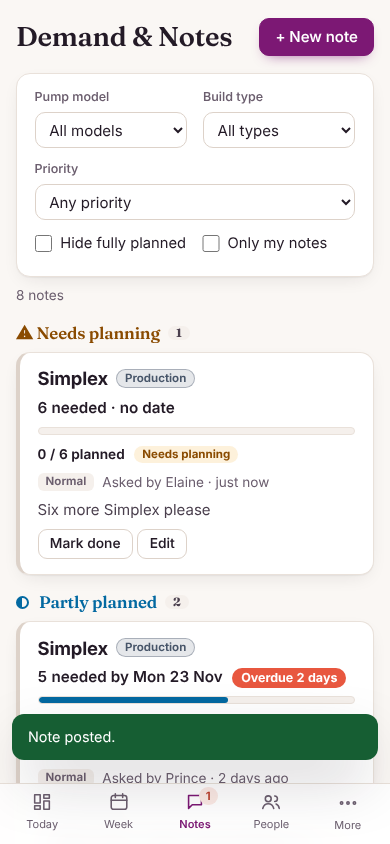 Demand & Notes
+ New note
Pump model
Build type
All models
All types
Priority
Any priority
Hide fully planned
Only my notes
8 notes
Needs planning 1
Simplex Production
6 needed · no date
0 / 6 planned Needs planning
Normal Asked by Elaine · just now
Six more Simplex please
Mark done Edit
Partly planned 2
Simplex Production
5 needed by Mon 23 Nov Overdue 2 days
Note posted.
Normal Asked by Prince · 2 days ago
1
Today Week Notes People More